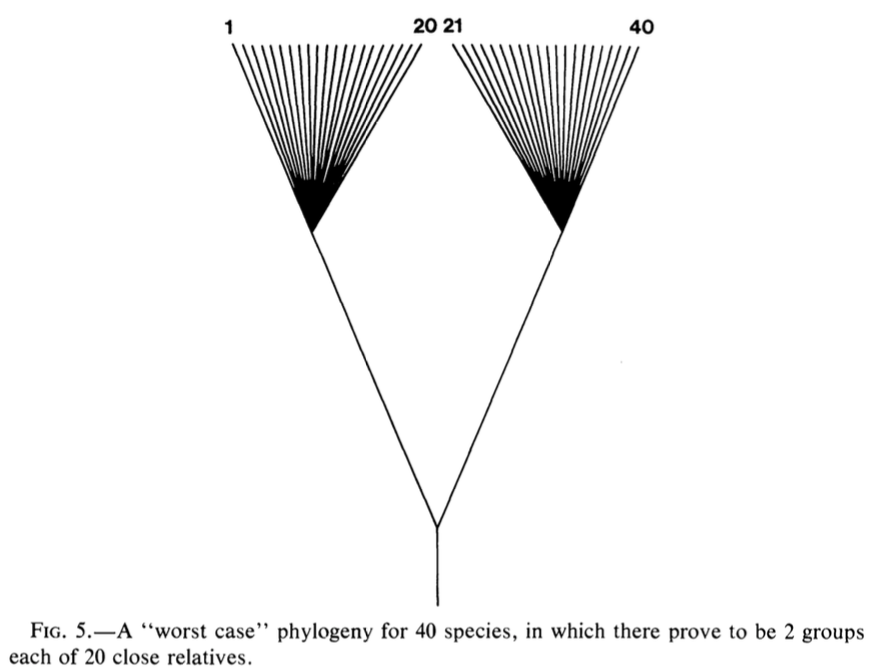 1 20 21 40
FIG. 5.—A “worst case” phylogeny for 40 species, in which there prove to be 2 groups
each of 20 close relatives.